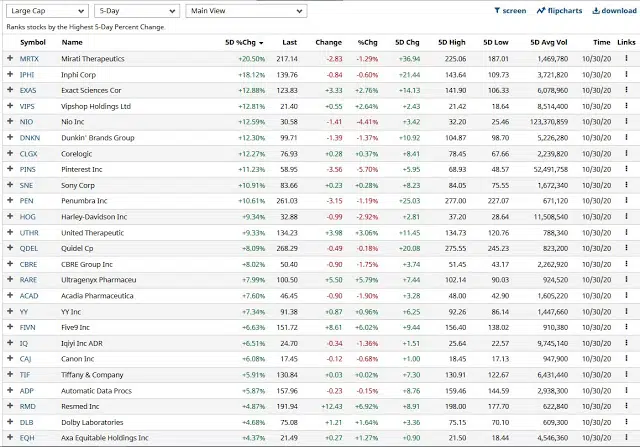 Large Cap 5-Day Main View screen flipcharts download
Ranks stocks by the Highest 5-Day Percent Change.
Symbol Name 5D %Chg Last Change %Chg 5D Chg 5D High 5D Low 5D Avg Vol Time Links
MRTX Mirati Therapeutics +20.50% 217.14 -2.83 -1.29% +36.94 225.06 187.01 1,469,780 10/30/20
IPHI Inphi Corp +18.12% 139.76 -0.84 -0.60% +21.44 143.64 109.73 3,721,820 10/30/20
EXAS Exact Sciences Cor +12.88% 123.83 +3.33 +2.76% +14.13 141.90 106.33 6,078,960 10/30/20
VIPS Vipshop Holdings Ltd +12.81% 21.40 +0.55 +2.64% +2.43 21.42 18.64 8,514,400 10/30/20
NIO Nio Inc +12.59% 30.58 -1.41 -4.41% +3.42 32.20 25.46 123,370,859 10/30/20
DNKN Dunkin' Brands Group +12.30% 99.71 -1.39 -1.37% +10.92 104.87 98.70 5,226,280 10/30/20
CLGX Corelogic +12.27% 76.93 +0.28 +0.37% +8.41 78.45 67.66 2,239,820 10/30/20
PINS Pinterest Inc +11.23% 58.95 -3.56 -5.70% +5.95 68.93 48.57 52,491,758 10/30/20
SNE Sony Corp +10.91% 83.66 +0.23 +0.28% +8.23 84.05 75.55 1,672,340 10/30/20
PEN Penumbra Inc +10.61% 261.03 -3.15 -1.19% +25.03 277.00 227.07 671,120 10/30/20
HOG Harley-Davidson Inc +9.34% 32.88 -0.99 -2.92% +2.81 37.20 28.64 11,508,540 10/30/20
UTHR United Therapeutic +9.33% 134.23 +3.98 +3.06% +11.45 134.73 120.76 788,340 10/30/20
QDEL Quidel Cp +8.09% 268.29 -0.49 -0.18% +20.08 275.55 245.23 823,200 10/30/20
CBRE CBRE Group Inc +8.02% 50.40 -0.90 -1.75% +3.74 51.45 43.17 2,262,920 10/30/20
RARE Ultragenyx Pharmaceu +7.99% 100.50 +5.50 +5.79% +7.44 102.14 90.03 924,520 10/30/20
ACAD Acadia Pharmaceutica +7.60% 46.45 -0.90 -1.90% +3.28 48.00 42.90 1,605,220 10/30/20
YY YY Inc +7.34% 91.38 +0.87 +0.96% +6.25 92.26 86.14 1,447,660 10/30/20
FIVN Five9 Inc +6.63% 151.72 +8.61 +6.02% +9.44 156.40 138.02 910,380 10/30/20
IQ Iqiyi Inc ADR +6.51% 24.70 -0.34 -1.36% +1.51 25.64 22.57 9,745,140 10/30/20
CAJ Canon Inc +6.08% 17.45 -0.12 -0.68% +1.00 18.45 17.13 947,900 10/30/20
TIF Tiffany & Company +5.91% 130.84 +0.03 +0.02% +7.30 130.91 122.67 6,431,440 10/30/20
ADP Automatic Data Procs +5.87% 157.96 -0.23 -0.15% +8.76 159.46 144.59 2,938,300 10/30/20
RMD Resmed Inc +4.87% 191.94 +12.43 +6.92% +8.91 198.00 177.70 622,840 10/30/20
DLB Dolby Laboratories +4.68% 75.08 +1.21 +1.64% +3.36 75.15 70.10 609,300 10/30/20
EQH Axa Equitable Holdings Inc +4.37% 21.49 +0.27 +1.27% +0.90 21.50 18.44 4,546,360 10/30/20